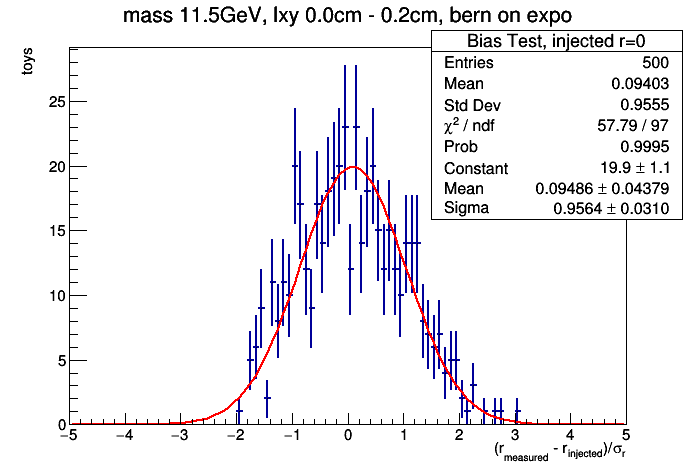 mass 11.5GeV, lxy 0.0cm - 0.2cm, bern on expo
Bias Test, injected r=0
Entries 500
Mean 0.09403
Std Dev 0.9555
χ² / ndf 57.79 / 97
Prob 0.9995
Constant 19.9 ± 1.1
Mean 0.09486 ± 0.04379
Sigma 0.9564 ± 0.0310
toys
25
20
15
10
5
0
−5 −4 −3 −2 −1 0 1 2 3 4 5
(r_measured - r_injected)/σ_r